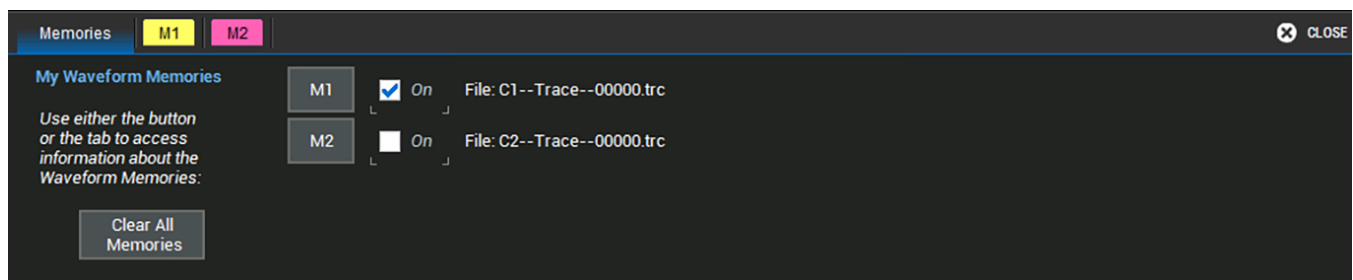 Memories M1 M2 CLOSE
My Waveform Memories
Use either the button
or the tab to access
information about the
Waveform Memories:
Clear All
Memories
M1 On File: C1--Trace--00000.trc
M2 On File: C2--Trace--00000.trc